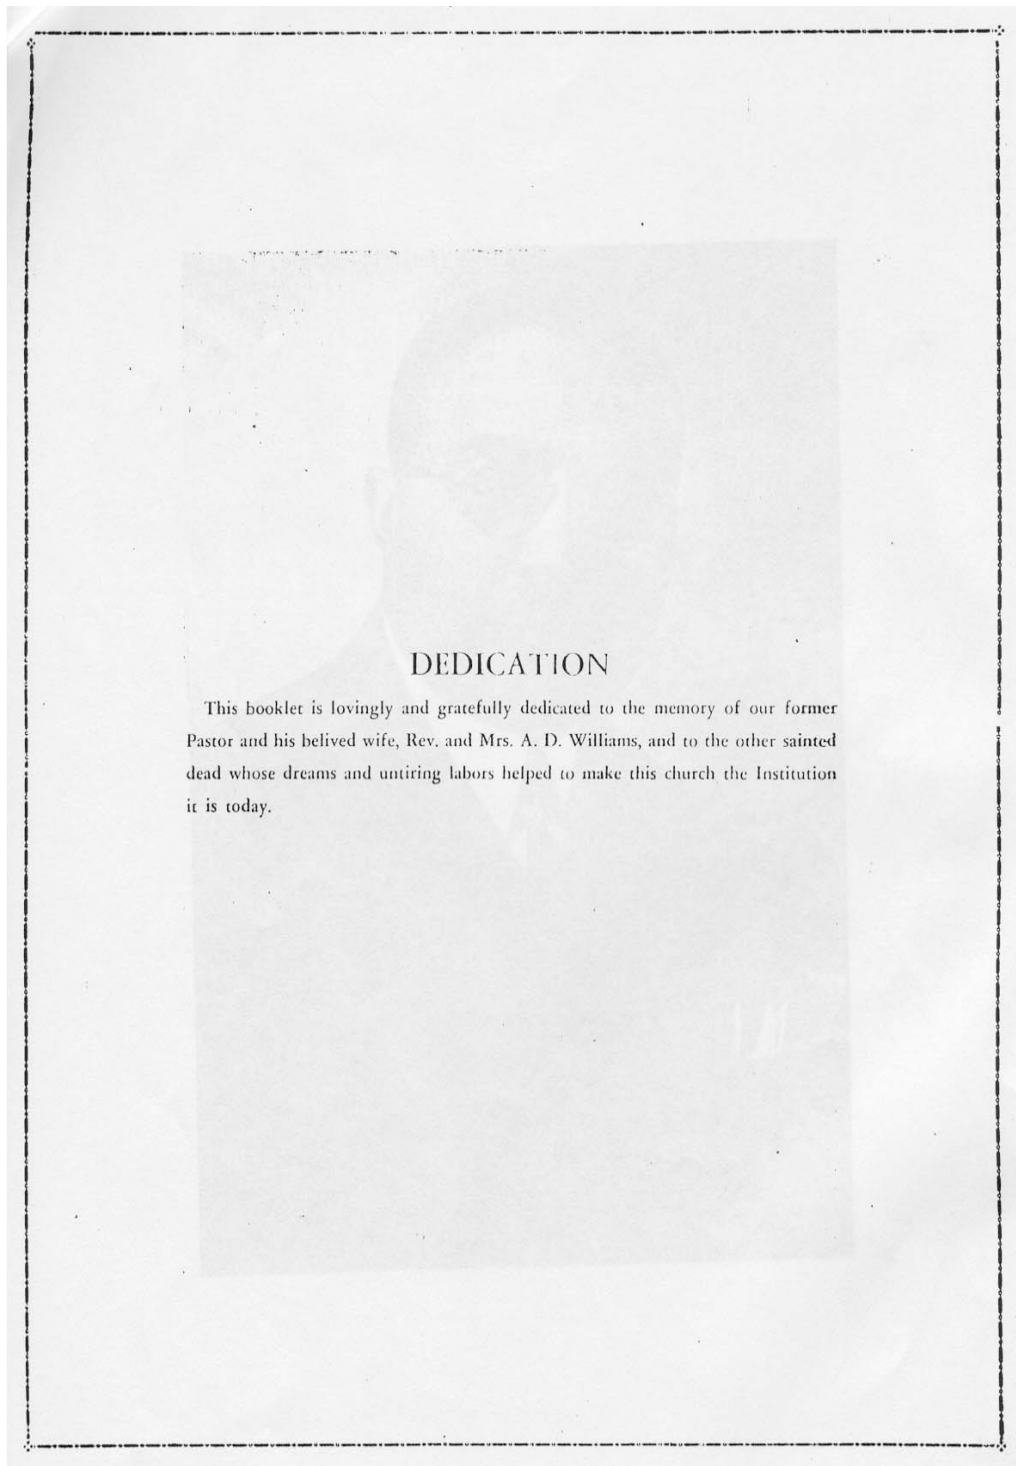 DEDICATION
This booklet is lovingly and gratefully dedicated to the memory of our former
Pastor and his belived wife, Rev. and Mrs. A. D. Williams, and to the other sainted
dead whose dreams and untiring labors helped to make this church the Institution
it is today.